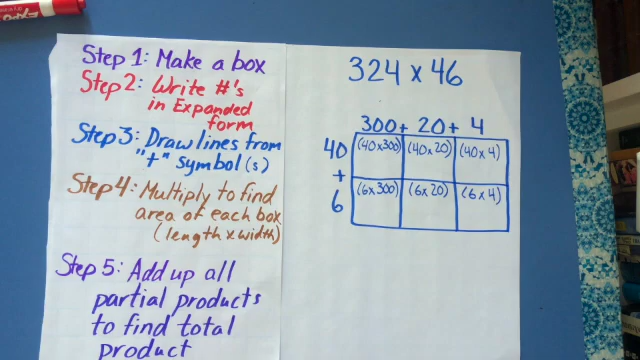 EXPO
Step 1: Make a box
Step 2: Write #'s
in Expanded
form
Step 3: Draw lines from
"+" symbol(s)
Step 4: Multiply to find
area of each box
(length x width)
Step 5: Add up all
partial products
to find total
product
324 x 46
300 + 20 + 4
40 (40x300) (40x20) (40x4)
+
6 (6x300) (6x20) (6x4)